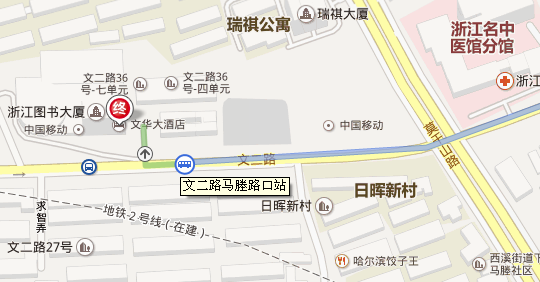 瑞祺大厦
瑞祺公寓
浙江名中
医馆分馆
文二路36
号-七单元
文二路36
号-四单元
浙江
浙江图书大厦
终
中国移动
文华大酒店
中国移动
莫干山路
文二路
文二路马塍路口站
日晖新村
求智弄
日晖新村
地铁-2号线-(-在建)
文二路27号
哈尔滨饺子王
西溪街道下
马塍社区